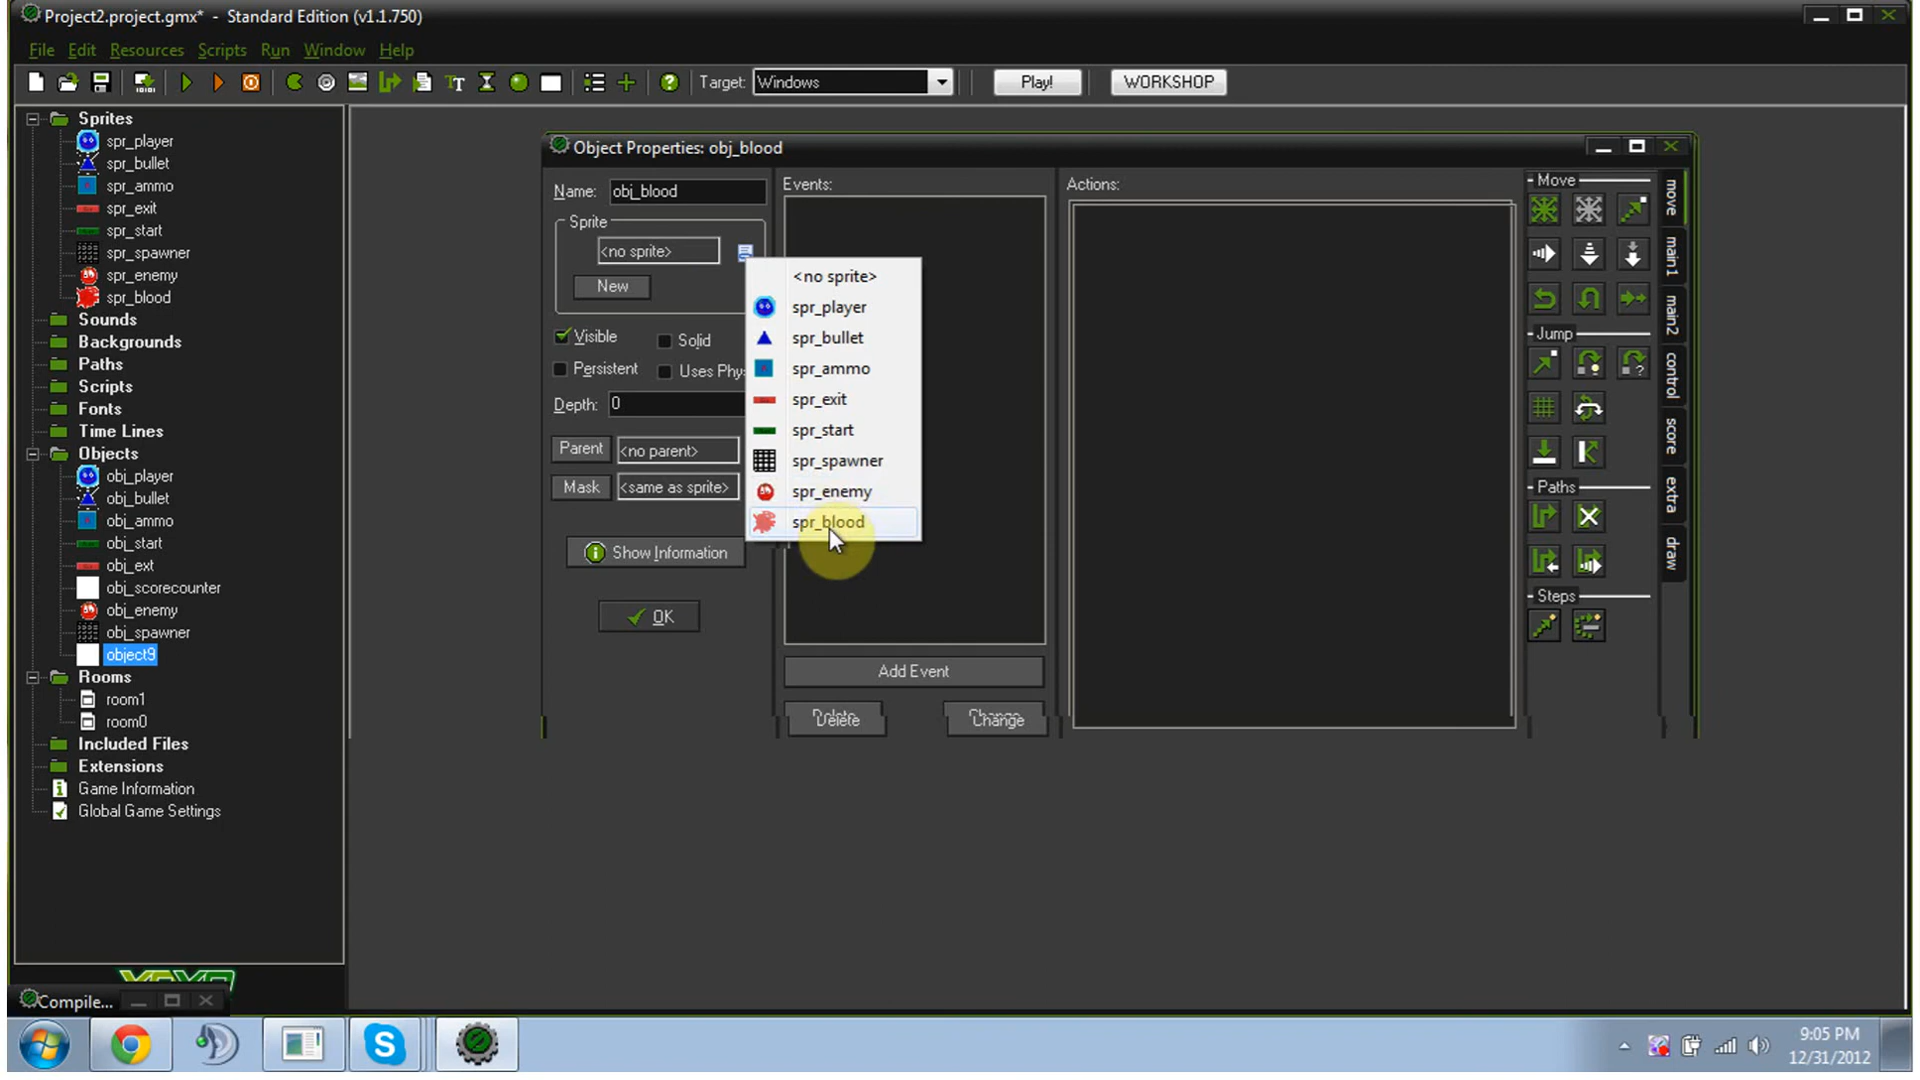 Project2.project.gmx* - Standard Edition (v1.1.750)
File Edit Resources Scripts Run Window Help
Target: Windows Play! WORKSHOP
Sprites
spr_player
spr_bullet
spr_ammo
spr_exit
spr_start
spr_spawner
spr_enemy
spr_blood
Sounds
Backgrounds
Paths
Scripts
Fonts
Time Lines
Objects
obj_player
obj_bullet
obj_ammo
obj_start
obj_ext
obj_scorecounter
obj_enemy
obj_spawner
object9
Rooms
room1
room0
Included Files
Extensions
Game Information
Global Game Settings
Compile...
Object Properties: obj_blood
Name: obj_blood
Sprite
<no sprite>
New
Visible Solid
Persistent Uses Phy
Depth: 0
Parent <no parent>
Mask <same as sprite>
Show Information
OK
<no sprite>
spr_player
spr_bullet
spr_ammo
spr_exit
spr_start
spr_spawner
spr_enemy
spr_blood
Events:
Add Event
Delete Change
Actions:
Move
Jump
Paths
Steps
move
main1
main2
control
score
extra
draw
9:05 PM
12/31/2012